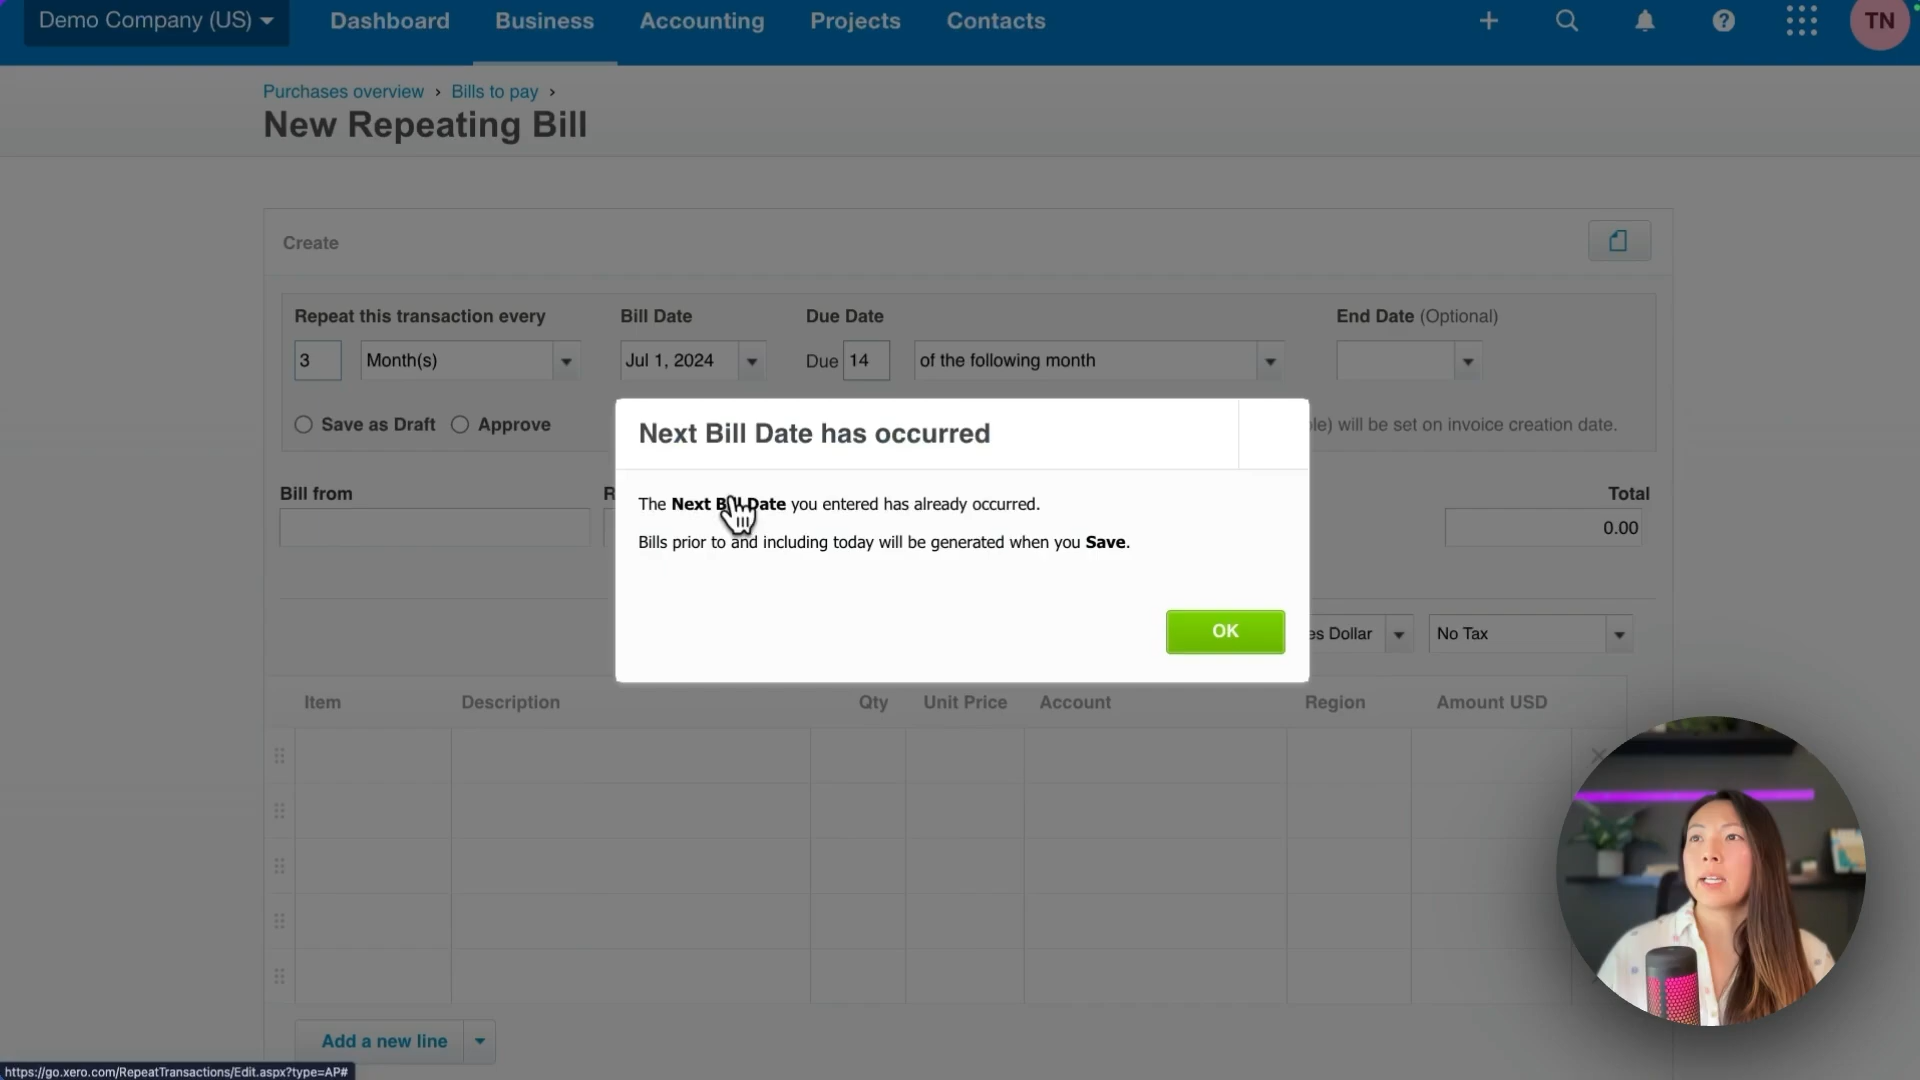 Demo Company (US)
Dashboard
Business
Accounting
Projects
Contacts
TN
Purchases overview › Bills to pay ›
New Repeating Bill
Create
Repeat this transaction every
Bill Date
Due Date
End Date (Optional)
3
Month(s)
Jul 1, 2024
Due
14
of the following month
Save as Draft
Approve
will be set on invoice creation date.
Next Bill Date has occurred
The Next Bill Date you entered has already occurred.
Bills prior to and including today will be generated when you Save.
OK
Bill from
Total
0.00
Dollar
No Tax
Item
Description
Qty
Unit Price
Account
Region
Amount USD
Add a new line
https://go.xero.com/RepeatTransactions/Edit.aspx?type=AP#